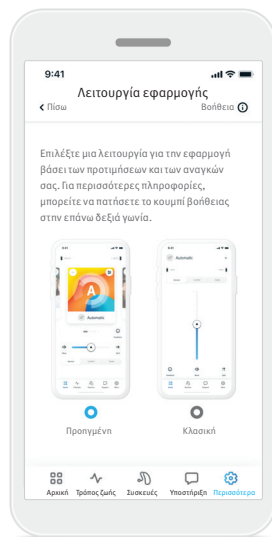 9:41
Λειτουργία εφαρμογής
Πίσω
Βοήθεια
Επιλέξτε μια λειτουργία για την εφαρμογή
βάσει των προτιμήσεων και των αναγκών
σας. Για περισσότερες πληροφορίες,
μπορείτε να πατήσετε το κουμπί βοήθειας
στην επάνω δεξιά γωνία.
A
Automatic
Automatic
Προηγμένη
Κλασική
Αρχική Τρόπος ζωής Συσκευές Υποστήριξη Περισσότερα